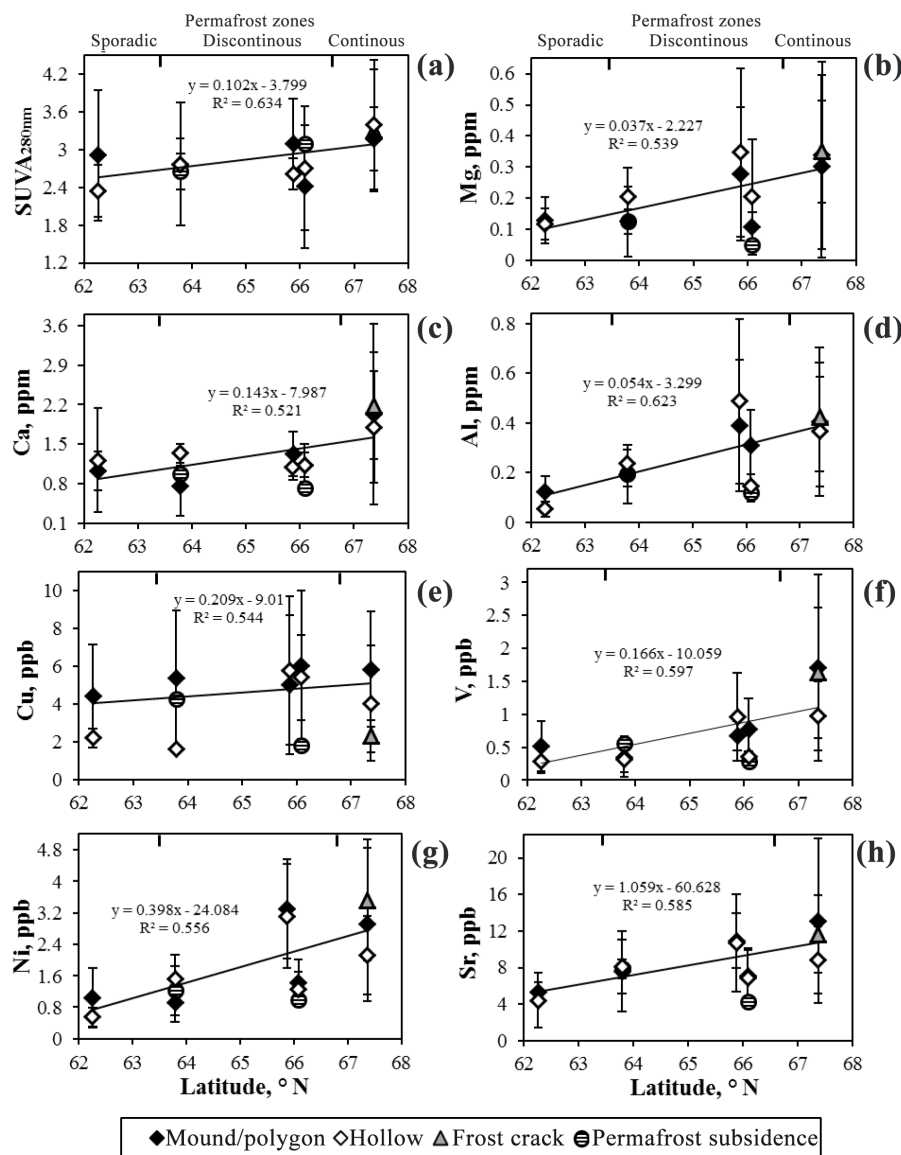 Permafrost zones
Sporadic Discontinous Continous
(a)
SUVA280nm
4.2
3.6
3
2.4
1.8
1.2
y = 0.102x - 3.799
R² = 0.634
62 63 64 65 66 67 68
Permafrost zones
Sporadic Discontinous Continous
(b)
Mg, ppm
0.6
0.5
0.4
0.3
0.2
0.1
0
y = 0.037x - 2.227
R² = 0.539
62 63 64 65 66 67 68
(c)
Ca, ppm
3.6
2.9
2.2
1.5
0.8
0.1
y = 0.143x - 7.987
R² = 0.521
62 63 64 65 66 67 68
(d)
Al, ppm
0.8
0.6
0.4
0.2
0
y = 0.054x - 3.299
R² = 0.623
62 63 64 65 66 67 68
(e)
Cu, ppb
10
8
6
4
2
0
y = 0.209x - 9.01
R² = 0.544
62 63 64 65 66 67 68
(f)
V, ppb
3
2.5
2
1.5
1
0.5
0
y = 0.166x - 10.059
R² = 0.597
62 63 64 65 66 67 68
(g)
Ni, ppb
4.8
4
3.2
2.4
1.6
0.8
0
y = 0.398x - 24.084
R² = 0.556
62 63 64 65 66 67 68
Latitude, ° N
(h)
Sr, ppb
20
16
12
8
4
0
y = 1.059x - 60.628
R² = 0.585
62 63 64 65 66 67 68
Latitude, ° N
Mound/polygon Hollow Frost crack Permafrost subsidence